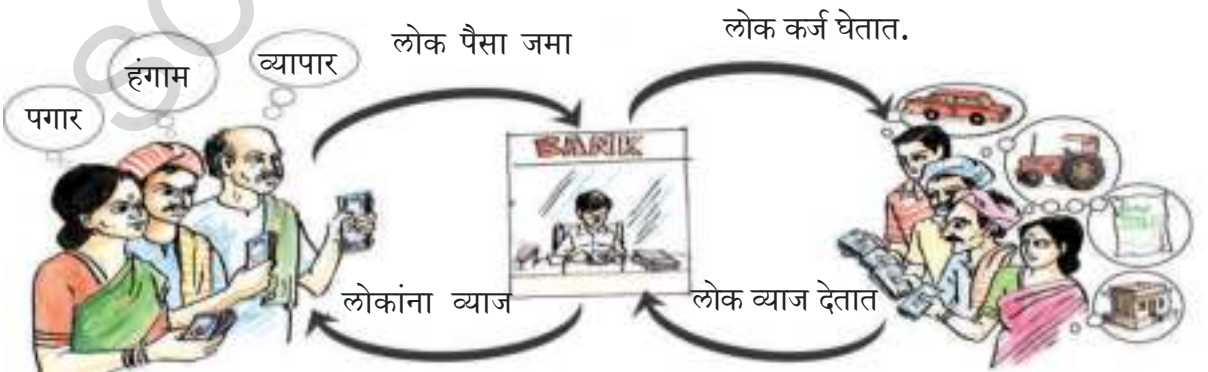 पगार
हंगाम
व्यापार
लोक पैसा जमा
लोक कर्ज घेतात.
BANK
लोकांना व्याज
लोक व्याज देतात